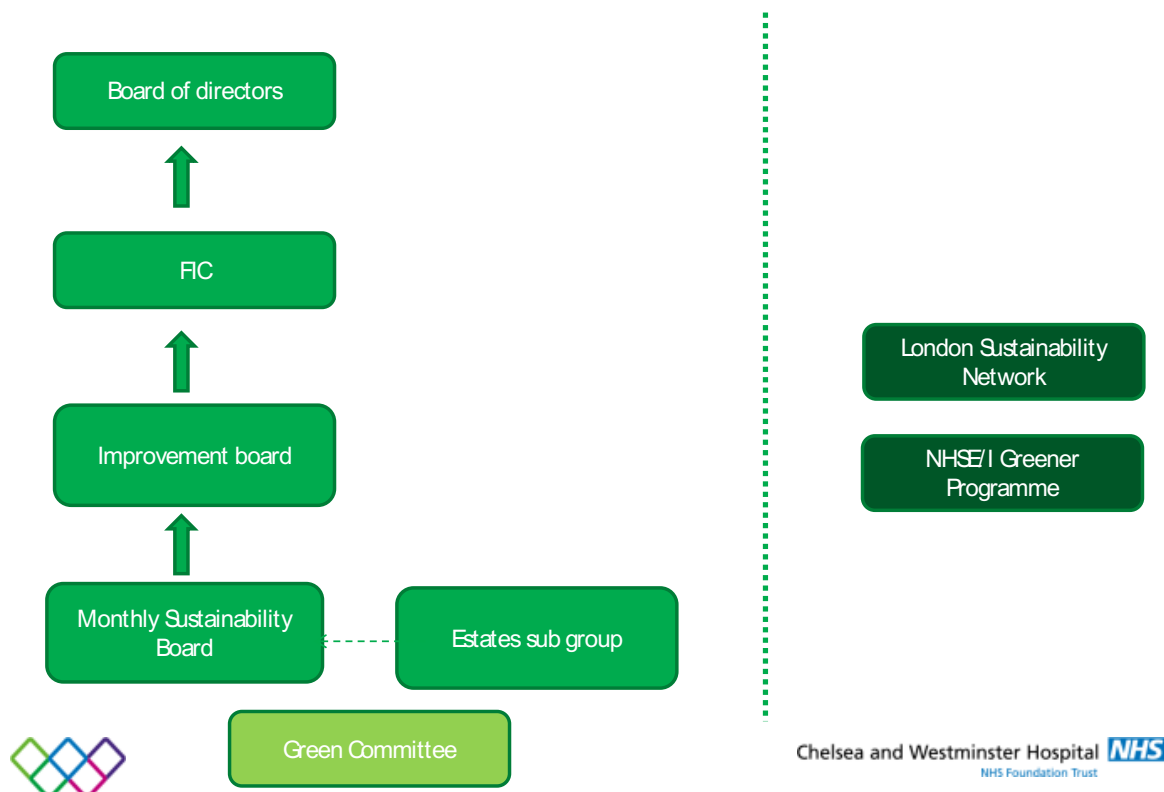 Board of directors
FIC
Improvement board
Monthly Sustainability
Board
Estates sub group
Green Committee
London Sustainability
Network
NHSE/I Greener
Programme
Chelsea and Westminster Hospital NHS
NHS Foundation Trust